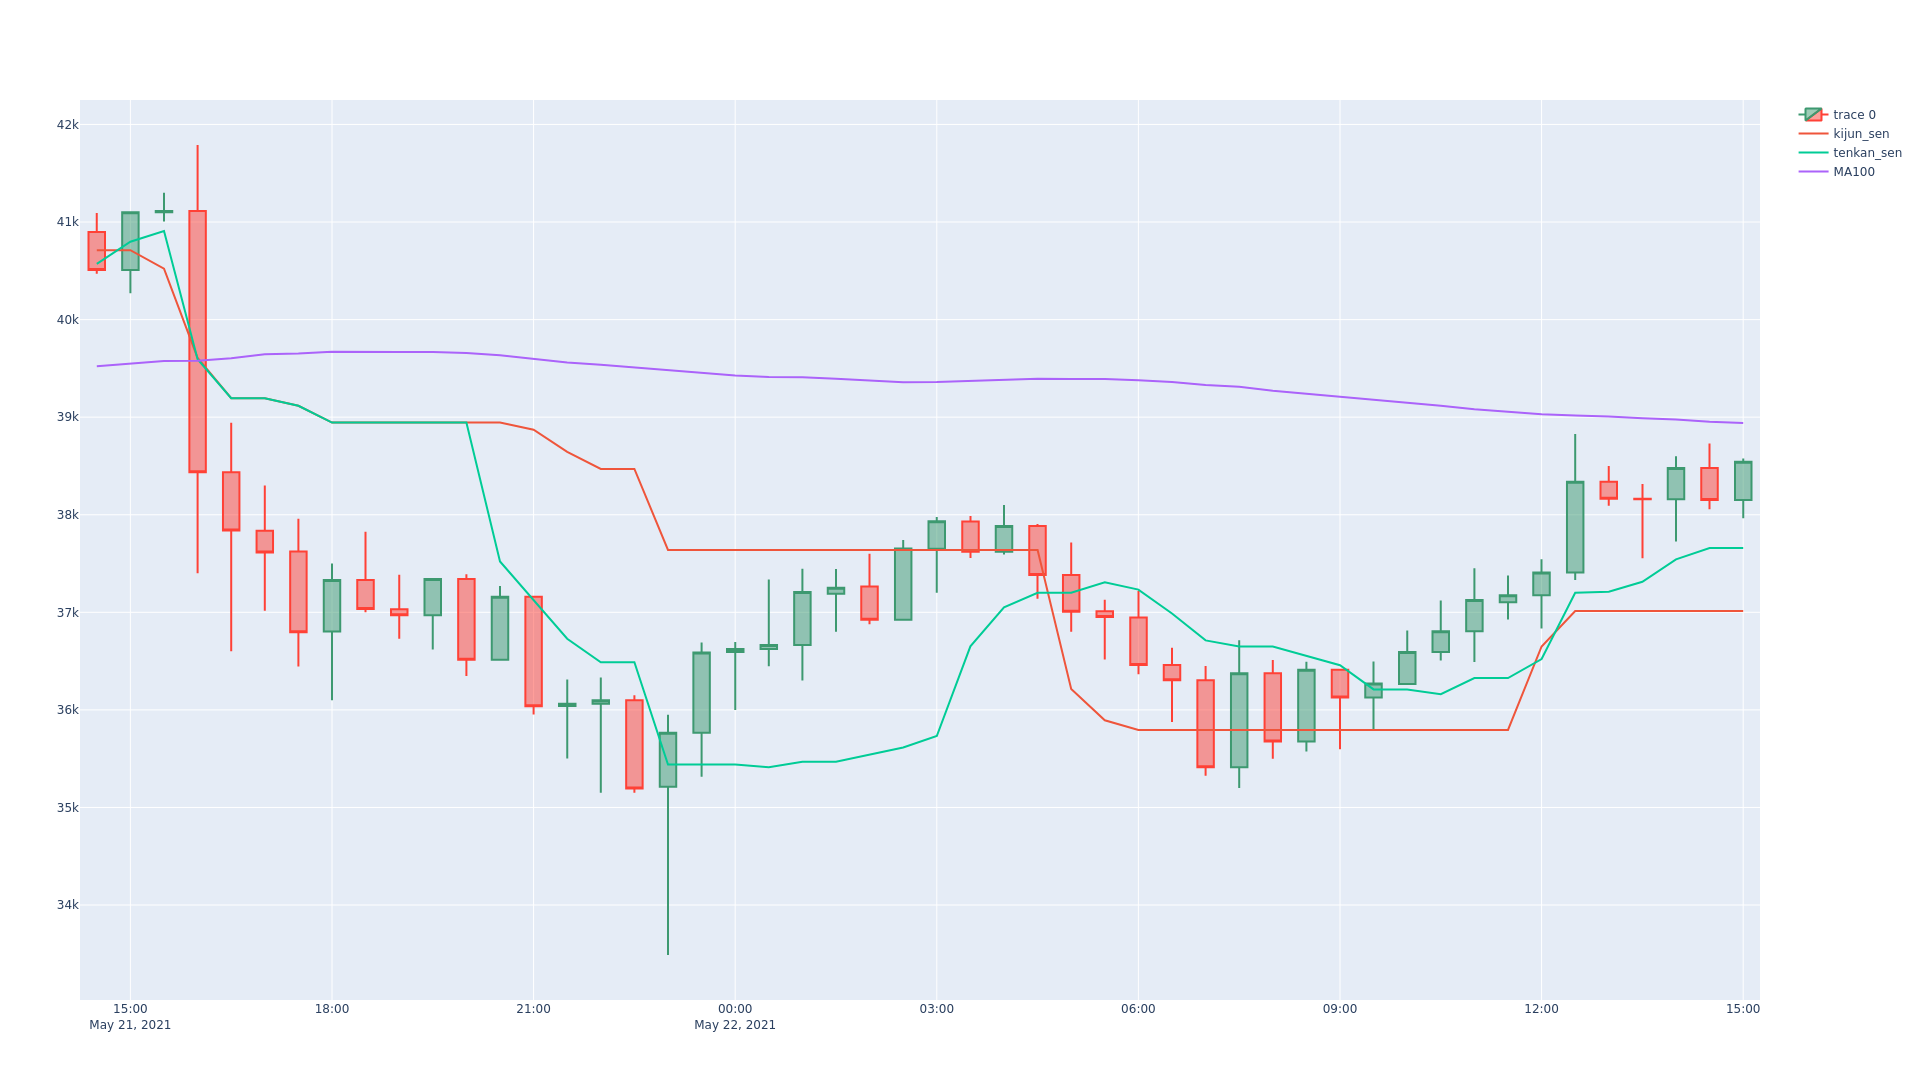 42k
41k
40k
39k
38k
37k
36k
35k
34k
15:00 18:00 21:00 00:00 03:00 06:00 09:00 12:00 15:00
May 21, 2021 May 22, 2021
trace 0
kijun_sen
tenkan_sen
MA100